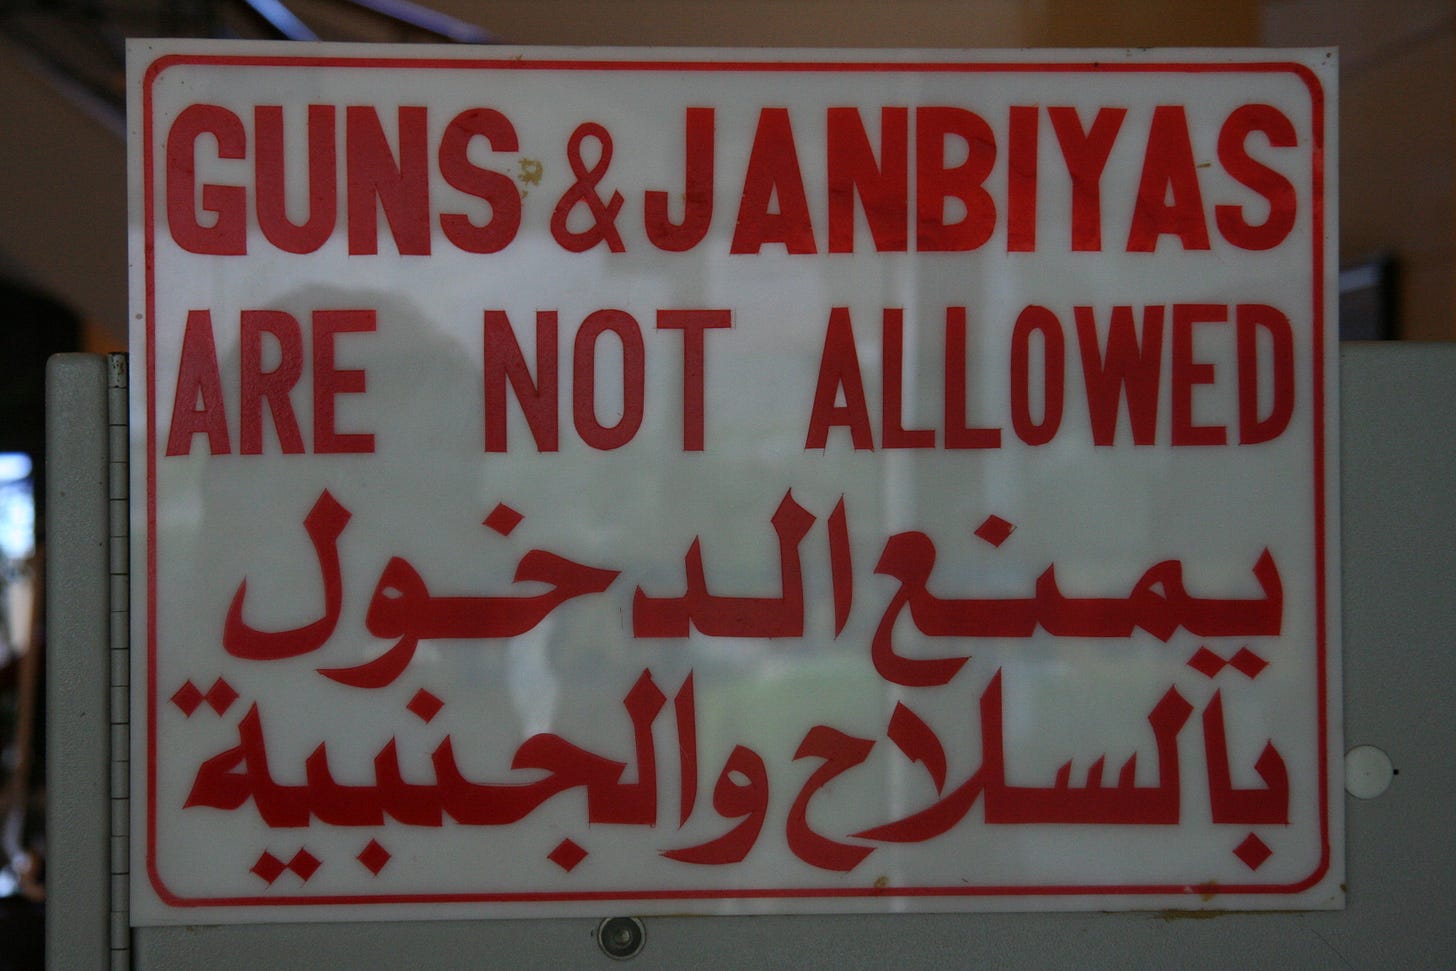 GUNS & JANBIYAS
ARE NOT ALLOWED
يمنع الدخول
بالسلاح والجنبية